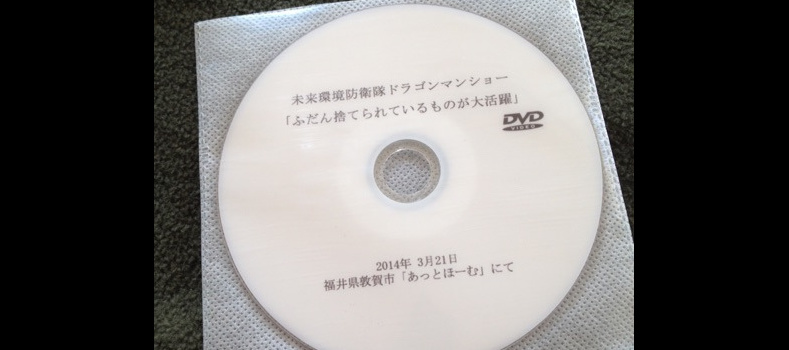 未来環境防衛隊ドラゴンマンショー
「ふだん捨てられているものが大活躍」
DVD
VIDEO
2014年 3月21日
福井県敦賀市「あっとほーむ」にて